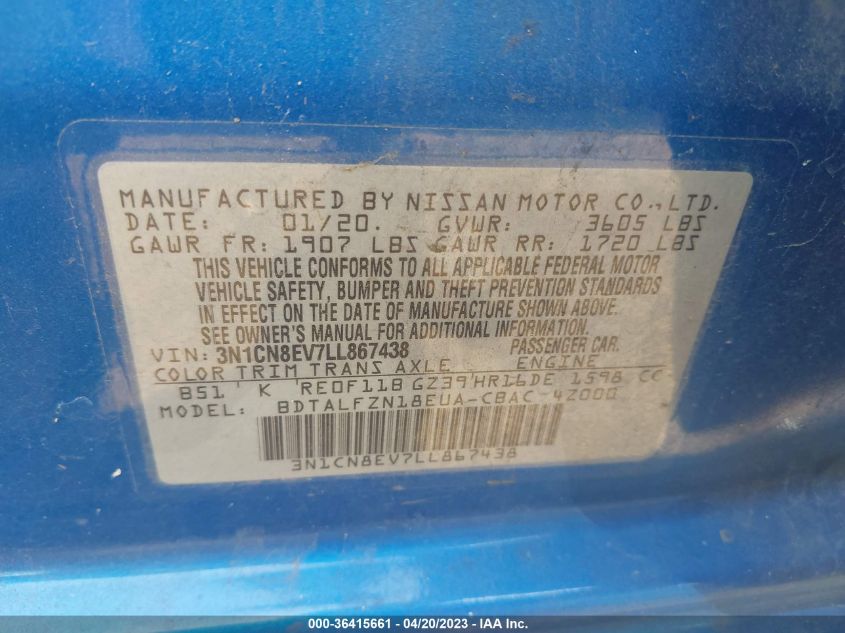 MANUFACTURED BY NISSAN MOTOR CO., LTD.
DATE: 01/20. GVWR: 3605 LBS
GAWR FR: 1907 LBS GAWR RR: 1720 LBS
THIS VEHICLE CONFORMS TO ALL APPLICABLE FEDERAL MOTOR
VEHICLE SAFETY, BUMPER AND THEFT PREVENTION STANDARDS
IN EFFECT ON THE DATE OF MANUFACTURE SHOWN ABOVE.
SEE OWNER'S MANUAL FOR ADDITIONAL INFORMATION.
VIN: 3N1CN8EV7LL867438 PASSENGER CAR.
COLOR TRIM TRANS AXLE ENGINE
B51 K RE0F11B GZ39 HR16DE 1598 CC
MODEL: BDTALFZN18EUA-CBAC-4Z000
3N1CN8EV7LL867438
000-36415661 - 04/20/2023 - IAA Inc.